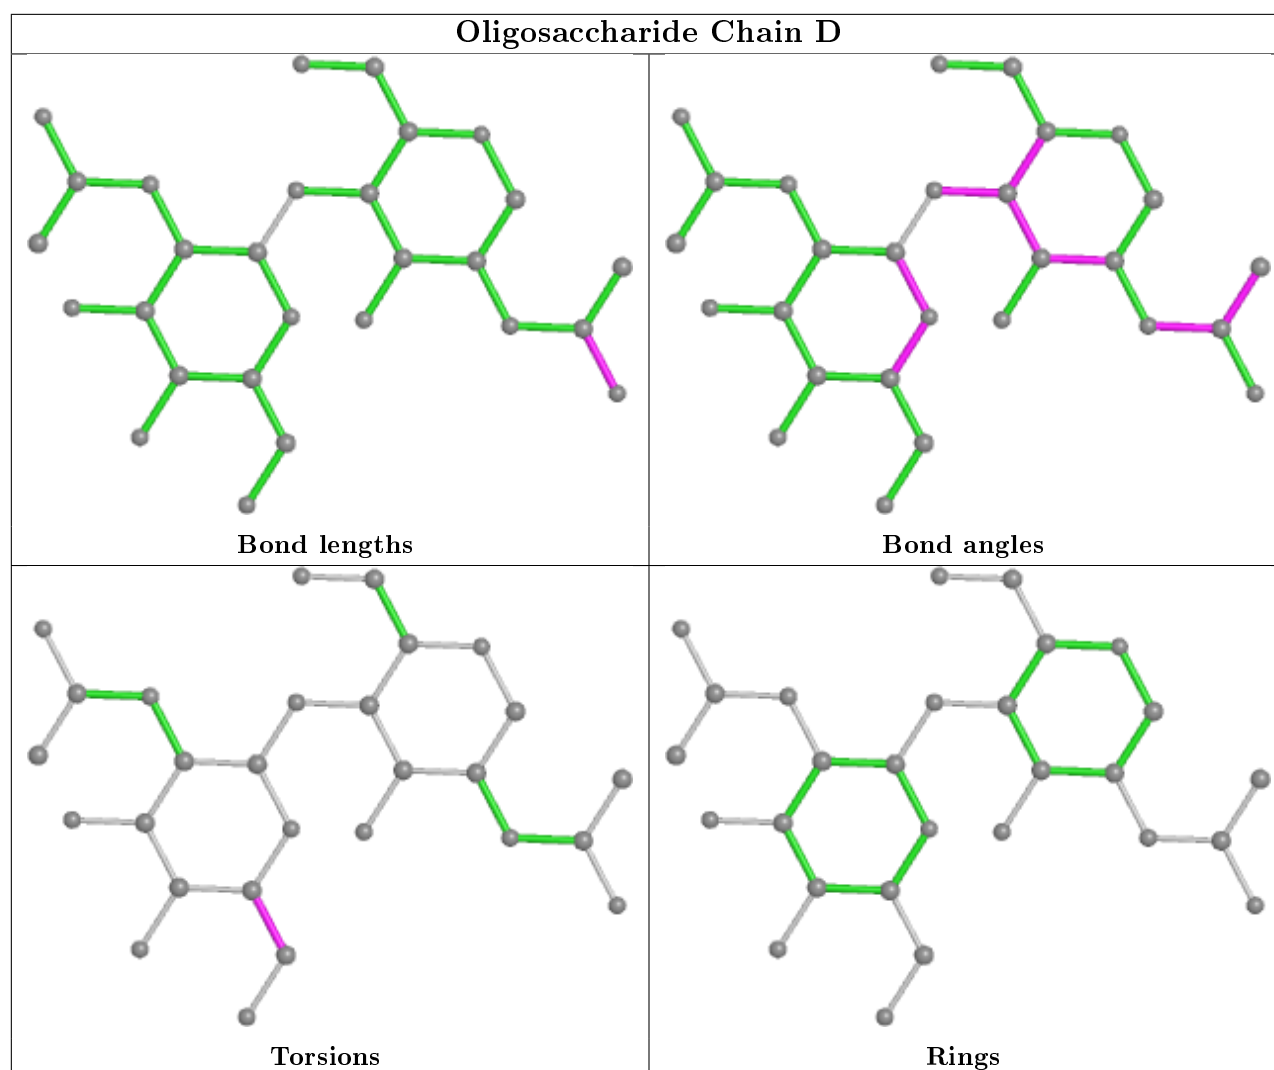 Oligosaccharide Chain D
Bond lengths
Bond angles
Torsions
Rings